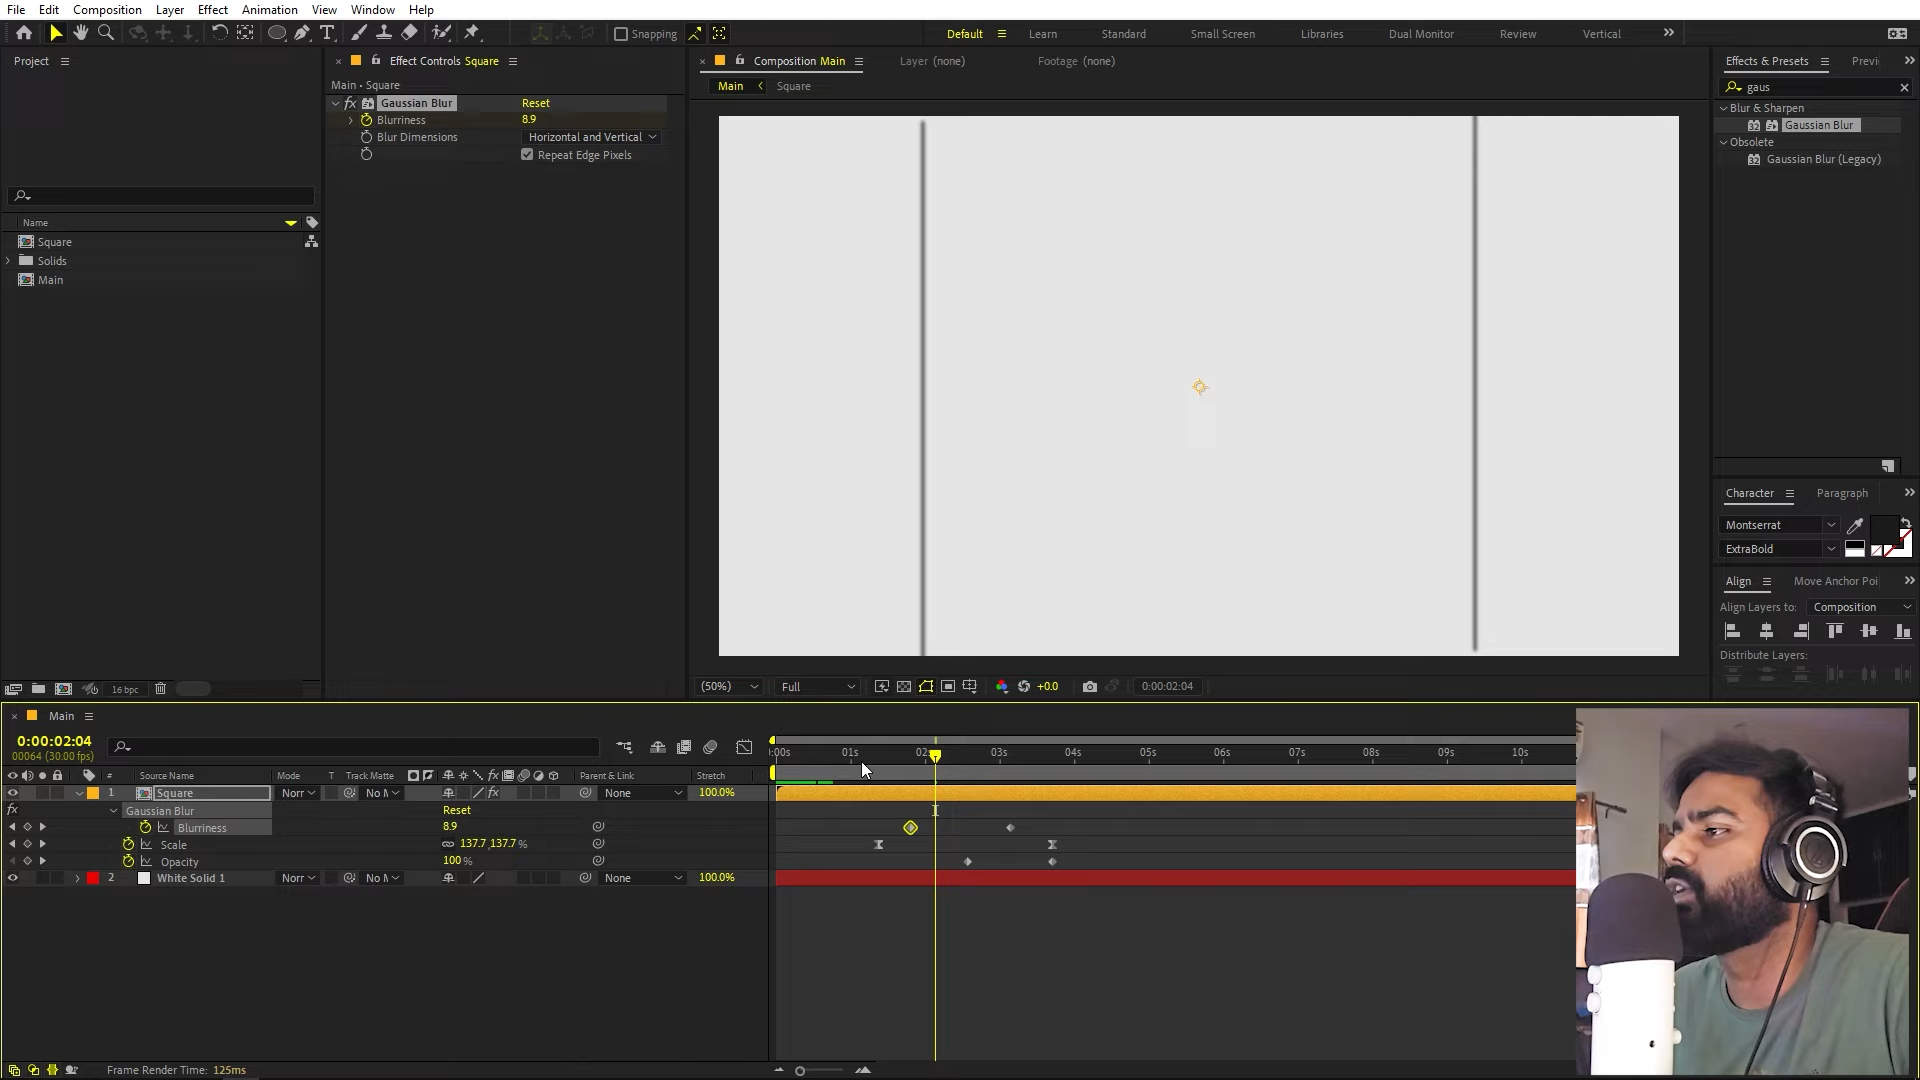 File Edit Composition Layer Effect Animation View Window Help
Snapping Default Learn Standard Small Screen Libraries Dual Monitor Review Vertical
Project
Effect Controls Square
Composition Main Layer (none) Footage (none)
Effects & Presets Previ
Main • Square
Main Square
gaus
Gaussian Blur Reset
Blurriness 8.9
Blur Dimensions Horizontal and Vertical
Repeat Edge Pixels
Blur & Sharpen
32 Gaussian Blur
Obsolete
32 Gaussian Blur (Legacy)
Name
Square
Solids
Main
Character Paragraph
Montserrat
ExtraBold
Align Move Anchor Poi
Align Layers to: Composition
Distribute Layers:
16 bpc
(50%) Full +0.0 0:00:02:04
Main
0:00:02:04
00064 (30.00 fps)
:00s 01s 02s 03s 04s 05s 06s 07s 08s 09s 10s
# Source Name Mode T Track Matte Parent & Link Stretch
1 Square Norr No M None 100.0%
fx Gaussian Blur Reset
Blurriness 8.9
Scale 137.7,137.7 %
Opacity 100 %
2 White Solid 1 Norr No M None 100.0%
Frame Render Time: 125ms